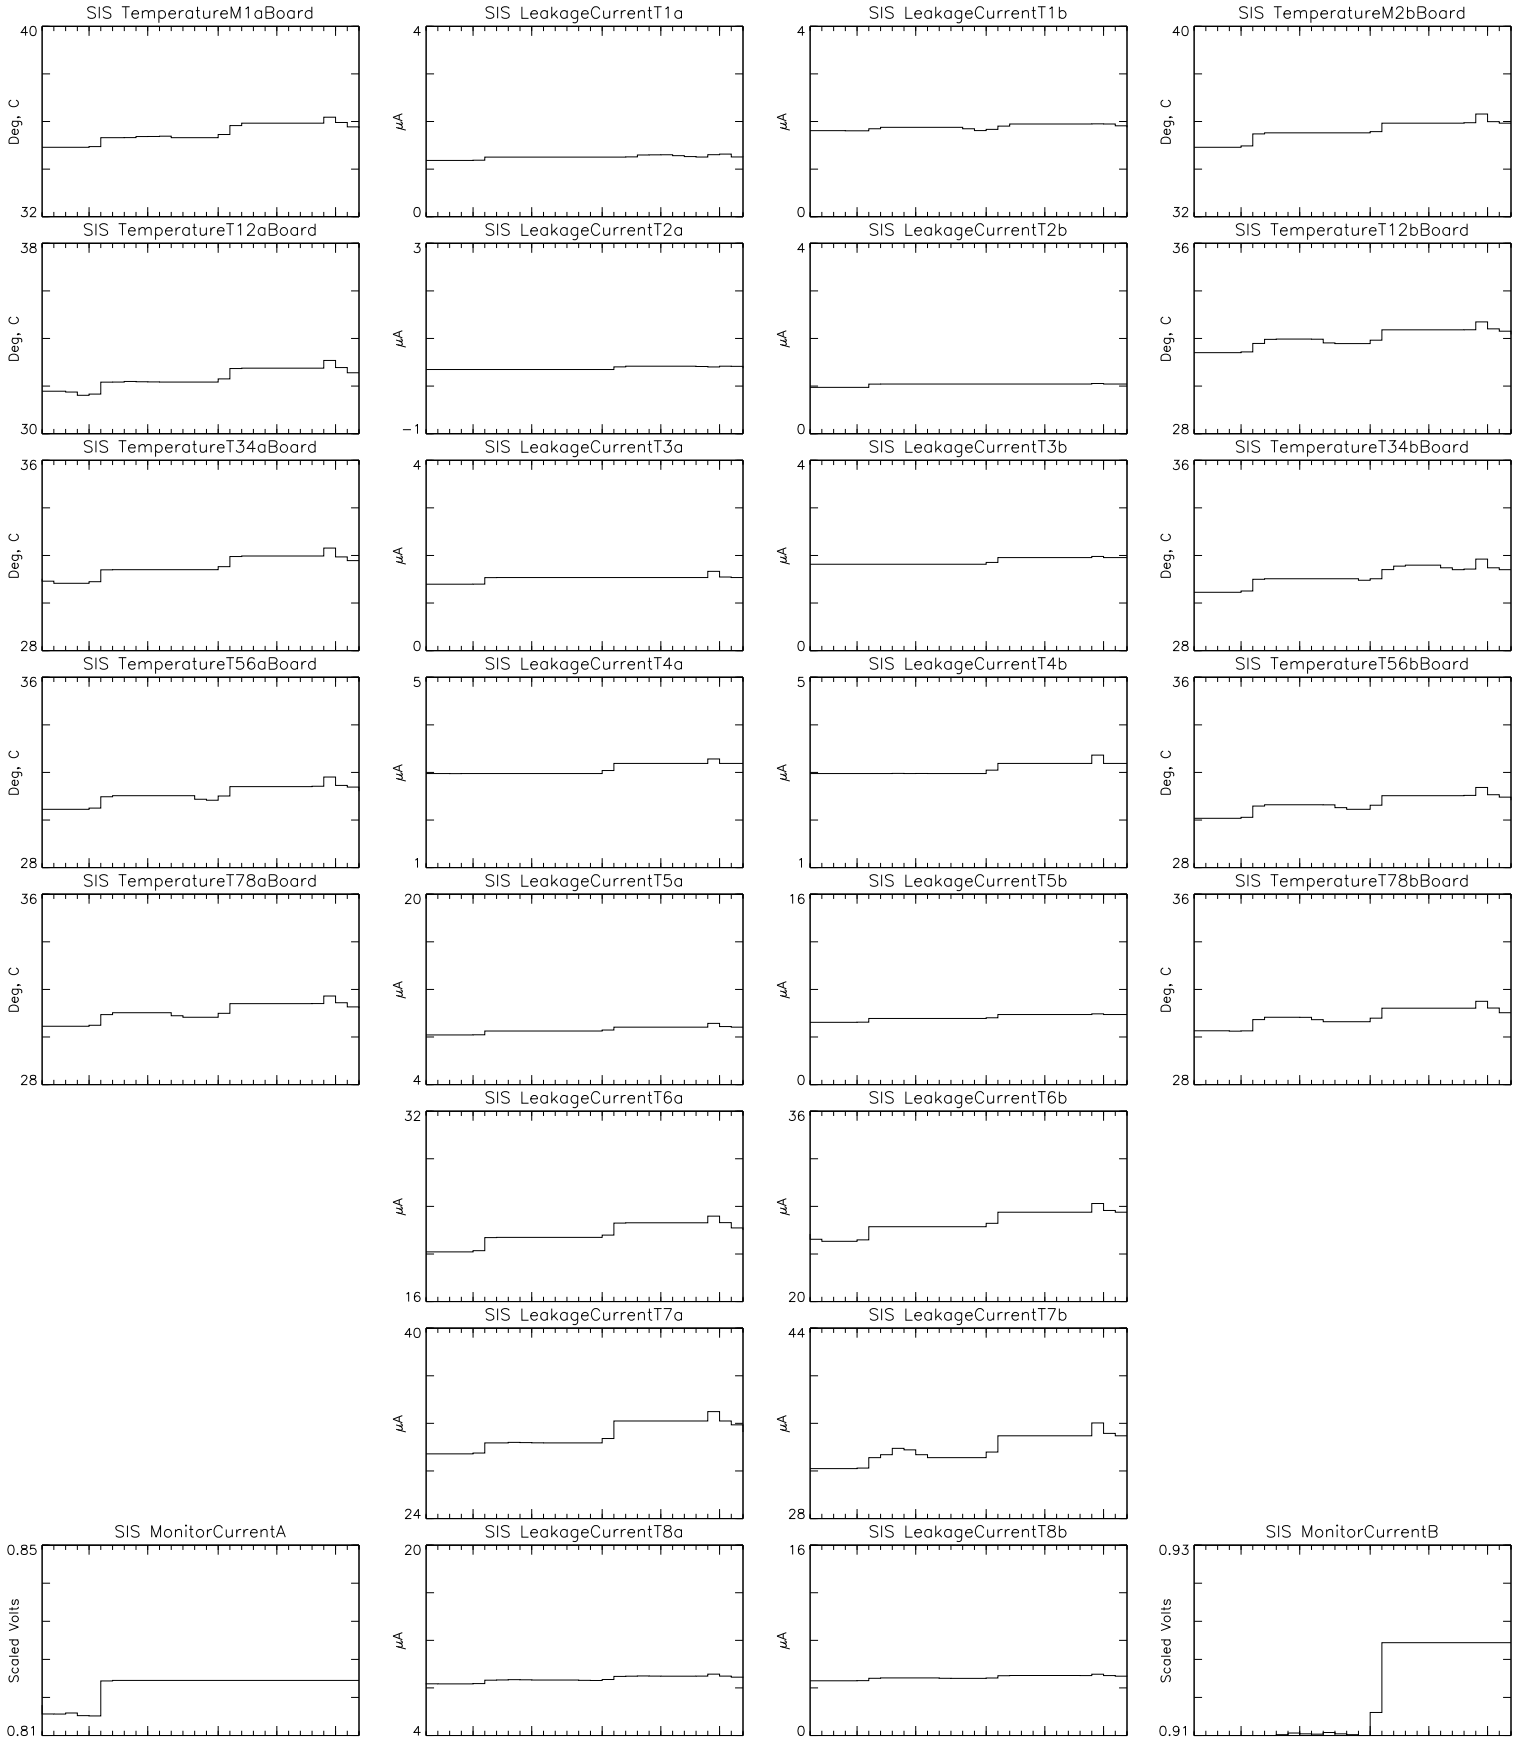 SIS TemperatureM1aBoard
40
Deg, C
32
SIS LeakageCurrentT1a
4
µA
0
SIS LeakageCurrentT1b
4
µA
0
SIS TemperatureM2bBoard
40
Deg, C
32
SIS TemperatureT12aBoard
38
Deg, C
30
SIS LeakageCurrentT2a
3
µA
−1
SIS LeakageCurrentT2b
4
µA
0
SIS TemperatureT12bBoard
36
Deg, C
28
SIS TemperatureT34aBoard
36
Deg, C
28
SIS LeakageCurrentT3a
4
µA
0
SIS LeakageCurrentT3b
4
µA
0
SIS TemperatureT34bBoard
36
Deg, C
28
SIS TemperatureT56aBoard
36
Deg, C
28
SIS LeakageCurrentT4a
5
µA
1
SIS LeakageCurrentT4b
5
µA
1
SIS TemperatureT56bBoard
36
Deg, C
28
SIS TemperatureT78aBoard
36
Deg, C
28
SIS LeakageCurrentT5a
20
µA
4
SIS LeakageCurrentT5b
16
µA
0
SIS TemperatureT78bBoard
36
Deg, C
28
SIS LeakageCurrentT6a
32
µA
16
SIS LeakageCurrentT6b
36
µA
20
SIS LeakageCurrentT7a
40
µA
24
SIS LeakageCurrentT7b
44
µA
28
SIS MonitorCurrentA
0.85
Scaled Volts
0.81
SIS LeakageCurrentT8a
20
µA
4
SIS LeakageCurrentT8b
16
µA
0
SIS MonitorCurrentB
0.93
Scaled Volts
0.91